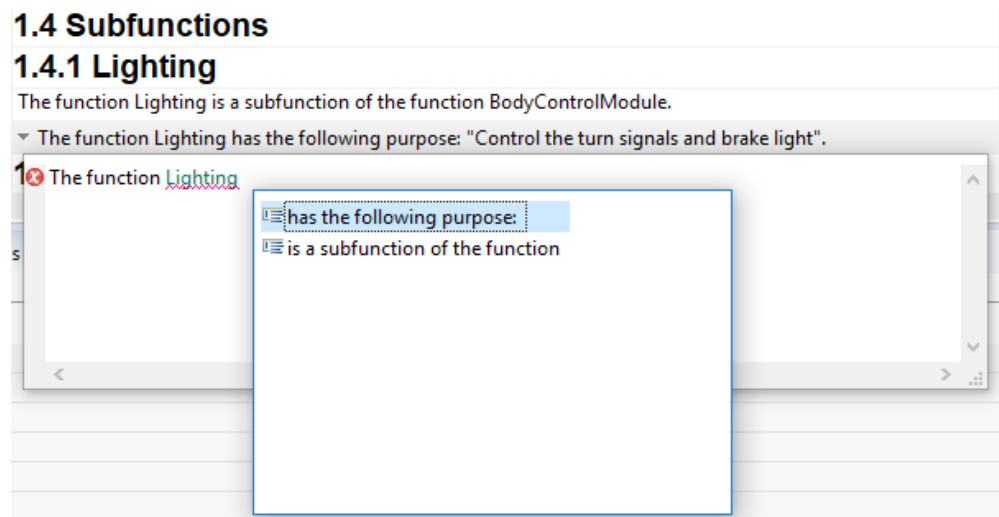 1.4 Subfunctions
1.4.1 Lighting
The function Lighting is a subfunction of the function BodyControlModule.
The function Lighting has the following purpose: "Control the turn signals and brake light".
1
The function Lighting
has the following purpose:
is a subfunction of the function
s